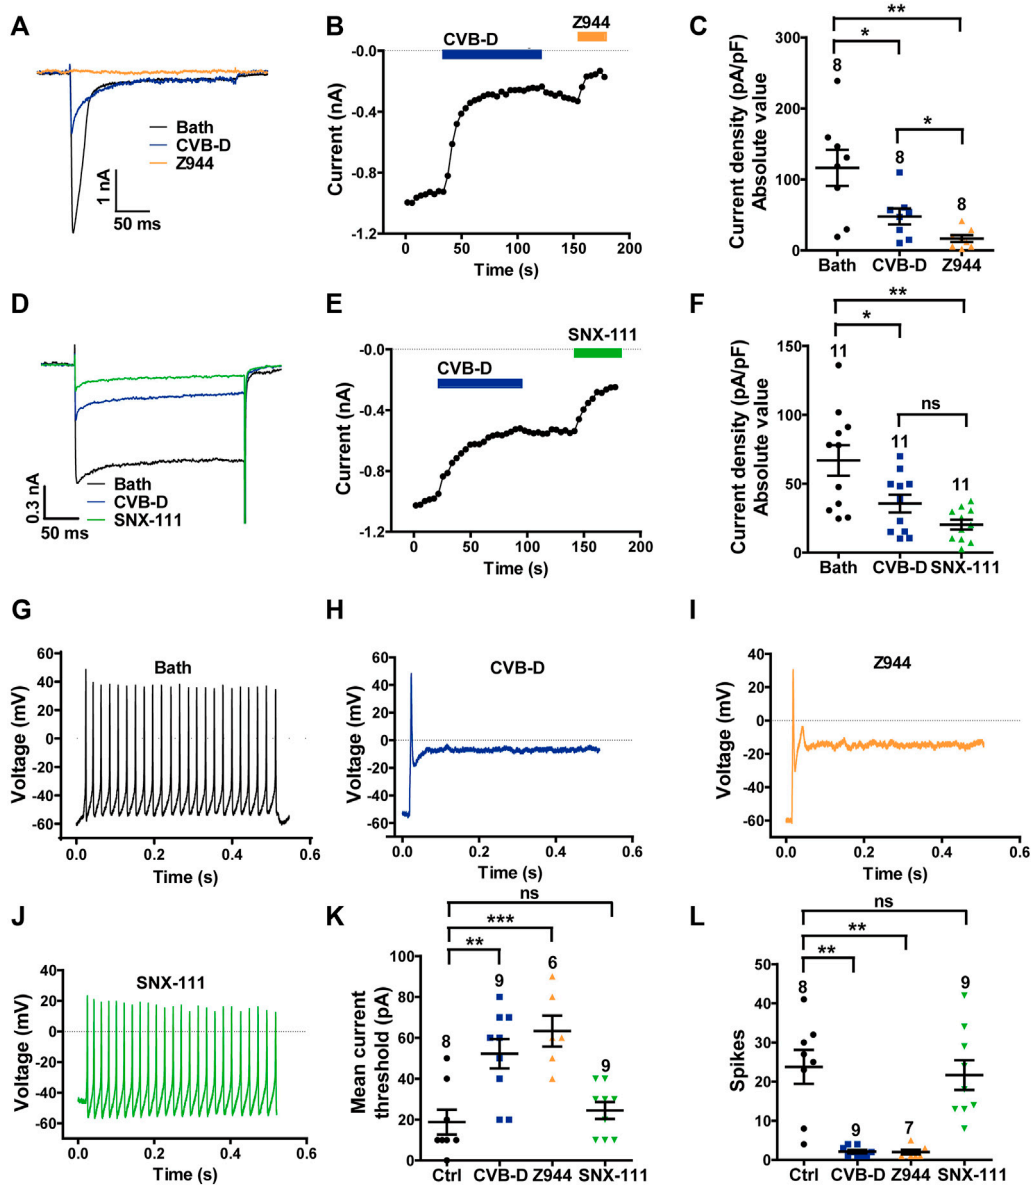 A
Bath
CVB-D
Z944
1 nA
50 ms
B
CVB-D
Z944
Current (nA)
-0.0
-0.4
-0.8
-1.2
0 50 100 150 200
Time (s)
C
Current density (pA/pF)
Absolute value
300
200
100
0
**
*
*
8
8
8
Bath CVB-D Z944
D
Bath
CVB-D
SNX-111
0.3 nA
50 ms
E
SNX-111
CVB-D
Current (nA)
-0.0
-0.4
-0.8
-1.2
0 50 100 150 200
Time (s)
F
Current density (pA/pF)
Absolute value
150
100
50
0
**
*
ns
11
11
11
Bath CVB-D SNX-111
G
Bath
Voltage (mV)
60
40
20
0
-20
-40
-60
0.0 0.2 0.4 0.6
Time (s)
H
CVB-D
Voltage (mV)
60
40
20
0
-20
-40
-60
0.0 0.2 0.4 0.6
Time (s)
I
Z944
Voltage (mV)
40
20
0
-20
-40
-60
0.0 0.2 0.4 0.6
Time (s)
J
SNX-111
Voltage (mV)
40
20
0
-20
-40
-60
0.0 0.2 0.4 0.6
Time (s)
K
Mean current
threshold (pA)
100
80
60
40
20
0
ns
***
**
8
9
6
9
Ctrl CVB-D Z944 SNX-111
L
Spikes
50
40
30
20
10
0
ns
**
**
8
9
7
9
Ctrl CVB-D Z944 SNX-111